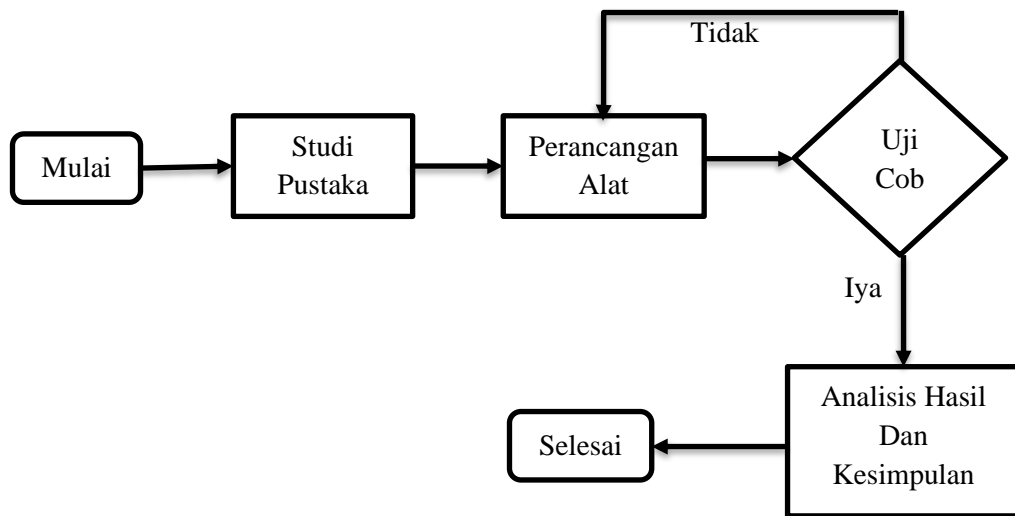 Mulai
Studi
Pustaka
Perancangan
Alat
Tidak
Uji
Cob
Iya
Analisis Hasil
Dan
Kesimpulan
Selesai